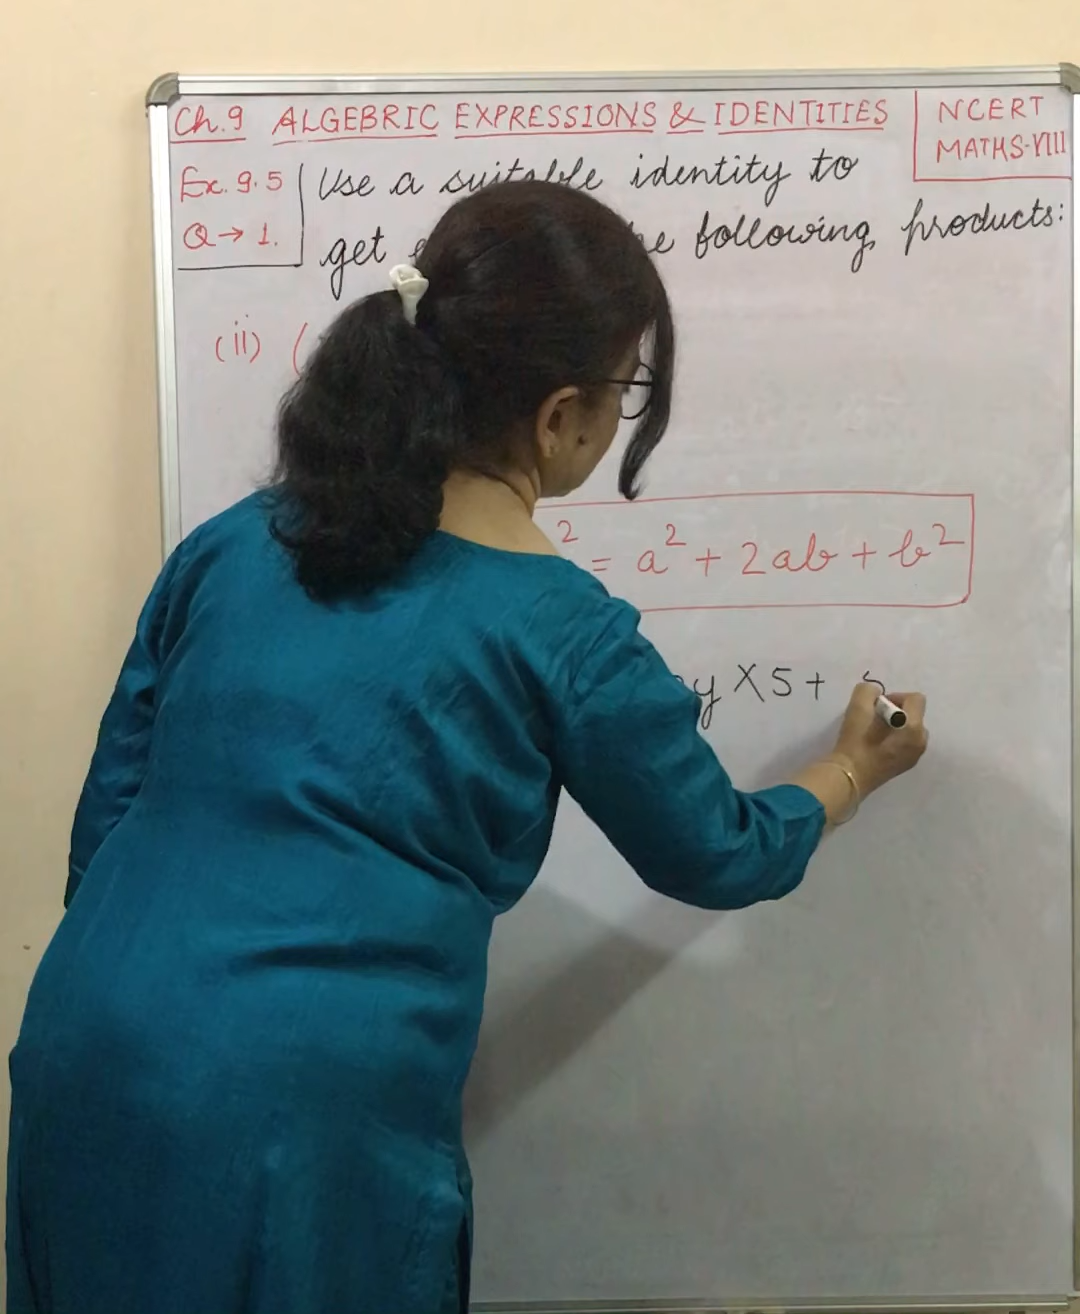 Ch.9 ALGEBRIC EXPRESSIONS & IDENTITIES
NCERT
MATHS-VIII
Ex. 9.5
Q → 1.
Use a suitable identity to
get following products:
(ii) (
² = a² + 2ab + b²
y × 5 +